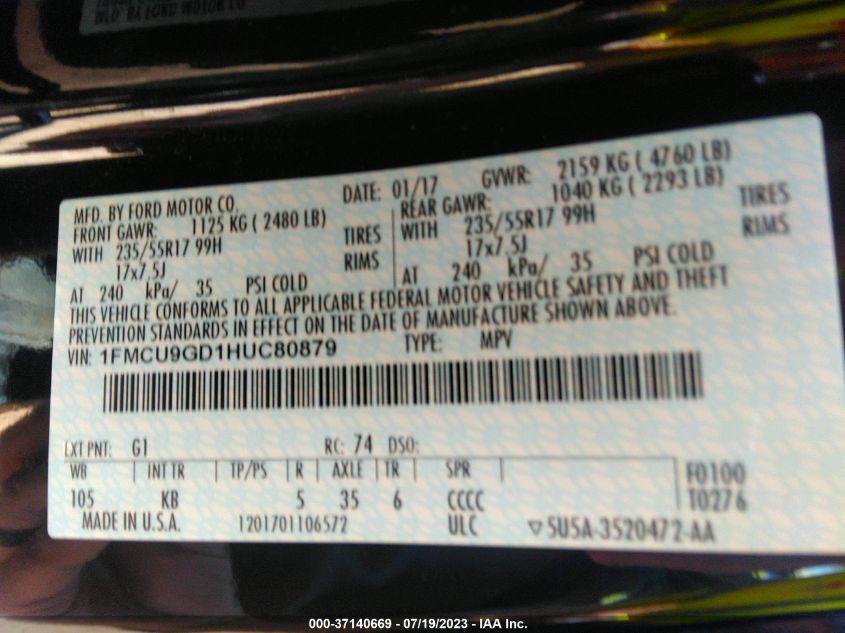 MFD. BY FORD MOTOR CO
MFD. BY FORD MOTOR CO. DATE: 01/17 GVWR: 2159 KG ( 4760 LB)
FRONT GAWR: 1125 KG ( 2480 LB) REAR GAWR: 1040 KG ( 2293 LB)
WITH 235/55R17 99H TIRES WITH 235/55R17 99H TIRES
17x7.5J RIMS 17x7.5J RIMS
AT 240 kPa/ 35 PSI COLD AT 240 kPa/ 35 PSI COLD
THIS VEHICLE CONFORMS TO ALL APPLICABLE FEDERAL MOTOR VEHICLE SAFETY AND THEFT
PREVENTION STANDARDS IN EFFECT ON THE DATE OF MANUFACTURE SHOWN ABOVE.
VIN: 1FMCU9GD1HUC80879 TYPE: MPV
EXT PNT: G1 RC: 74 DSO:
WB INT TR TP/PS R AXLE TR SPR F0100
105 KB 5 35 6 CCCC T0276
MADE IN U.S.A. 1201701106572 ULC 5U5A-3520472-AA
000-37140669 - 07/19/2023 - IAA Inc.